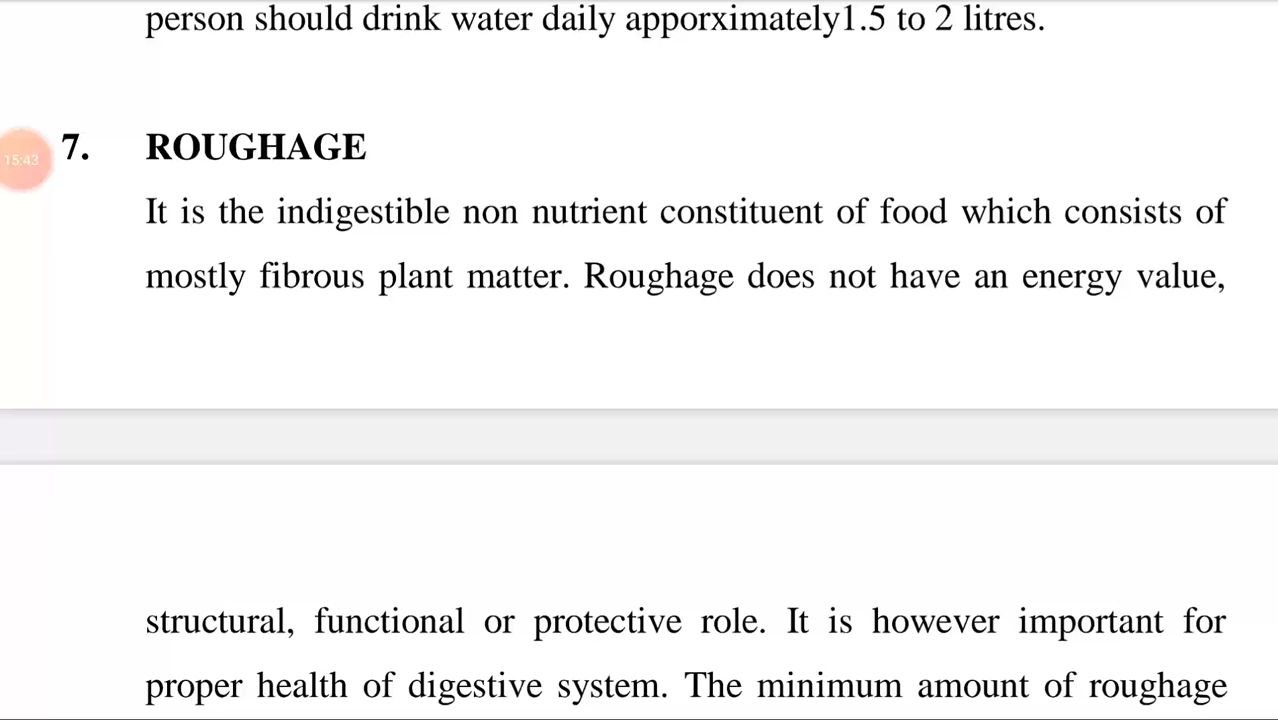 person should drink water daily apporximately1.5 to 2 litres.
7. ROUGHAGE
15:43
It is the indigestible non nutrient constituent of food which consists of
mostly fibrous plant matter. Roughage does not have an energy value,
structural, functional or protective role. It is however important for
proper health of digestive system. The minimum amount of roughage